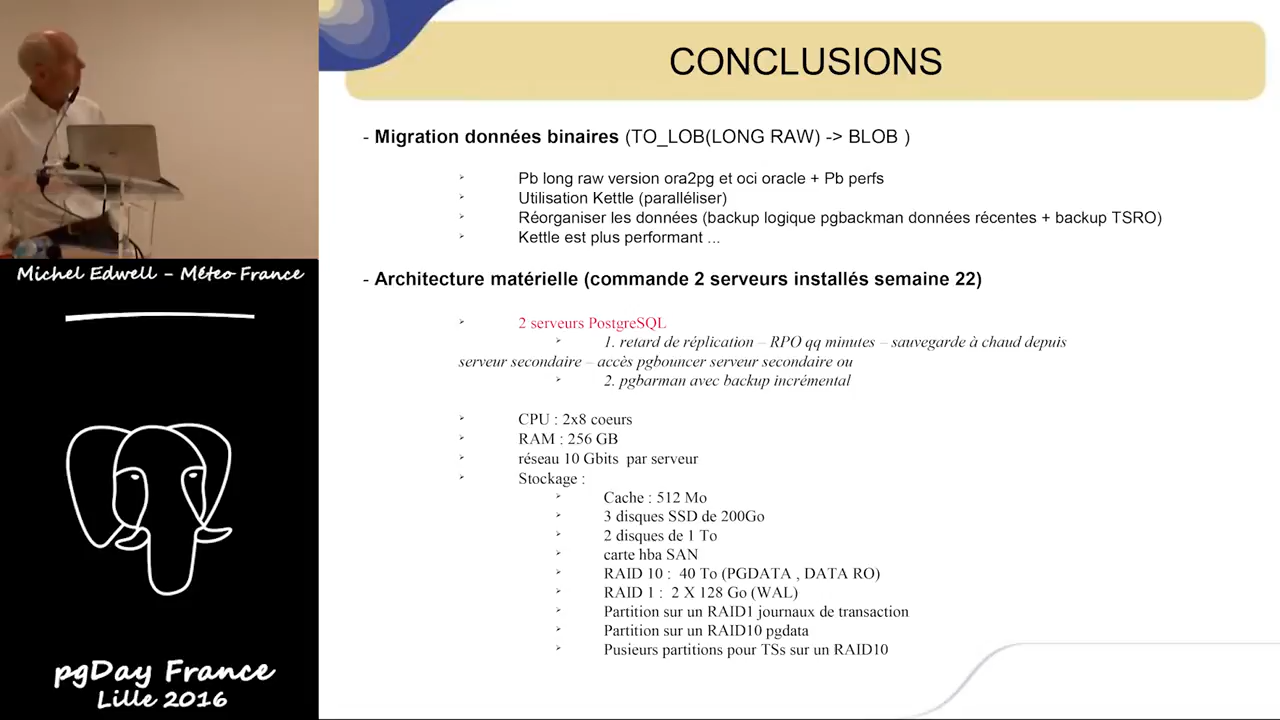 CONCLUSIONS
- Migration données binaires (TO_LOB(LONG RAW) -> BLOB )
Pb long raw version ora2pg et oci oracle + Pb perfs
Utilisation Kettle (paralléliser)
Réorganiser les données (backup logique pgbackman données récentes + backup TSRO)
Kettle est plus performant ...
- Architecture matérielle (commande 2 serveurs installés semaine 22)
2 serveurs PostgreSQL
1. retard de réplication – RPO qq minutes – sauvegarde à chaud depuis
serveur secondaire – accès pgbouncer serveur secondaire ou
2. pgbarman avec backup incrémental
CPU : 2x8 coeurs
RAM : 256 GB
réseau 10 Gbits par serveur
Stockage :
Cache : 512 Mo
3 disques SSD de 200Go
2 disques de 1 To
carte hba SAN
RAID 10 : 40 To (PGDATA , DATA RO)
RAID 1 : 2 X 128 Go (WAL)
Partition sur un RAID1 journaux de transaction
Partition sur un RAID10 pgdata
Pusieurs partitions pour TSs sur un RAID10
Michel Edwell – Méteo France
pgDay France
Lille 2016